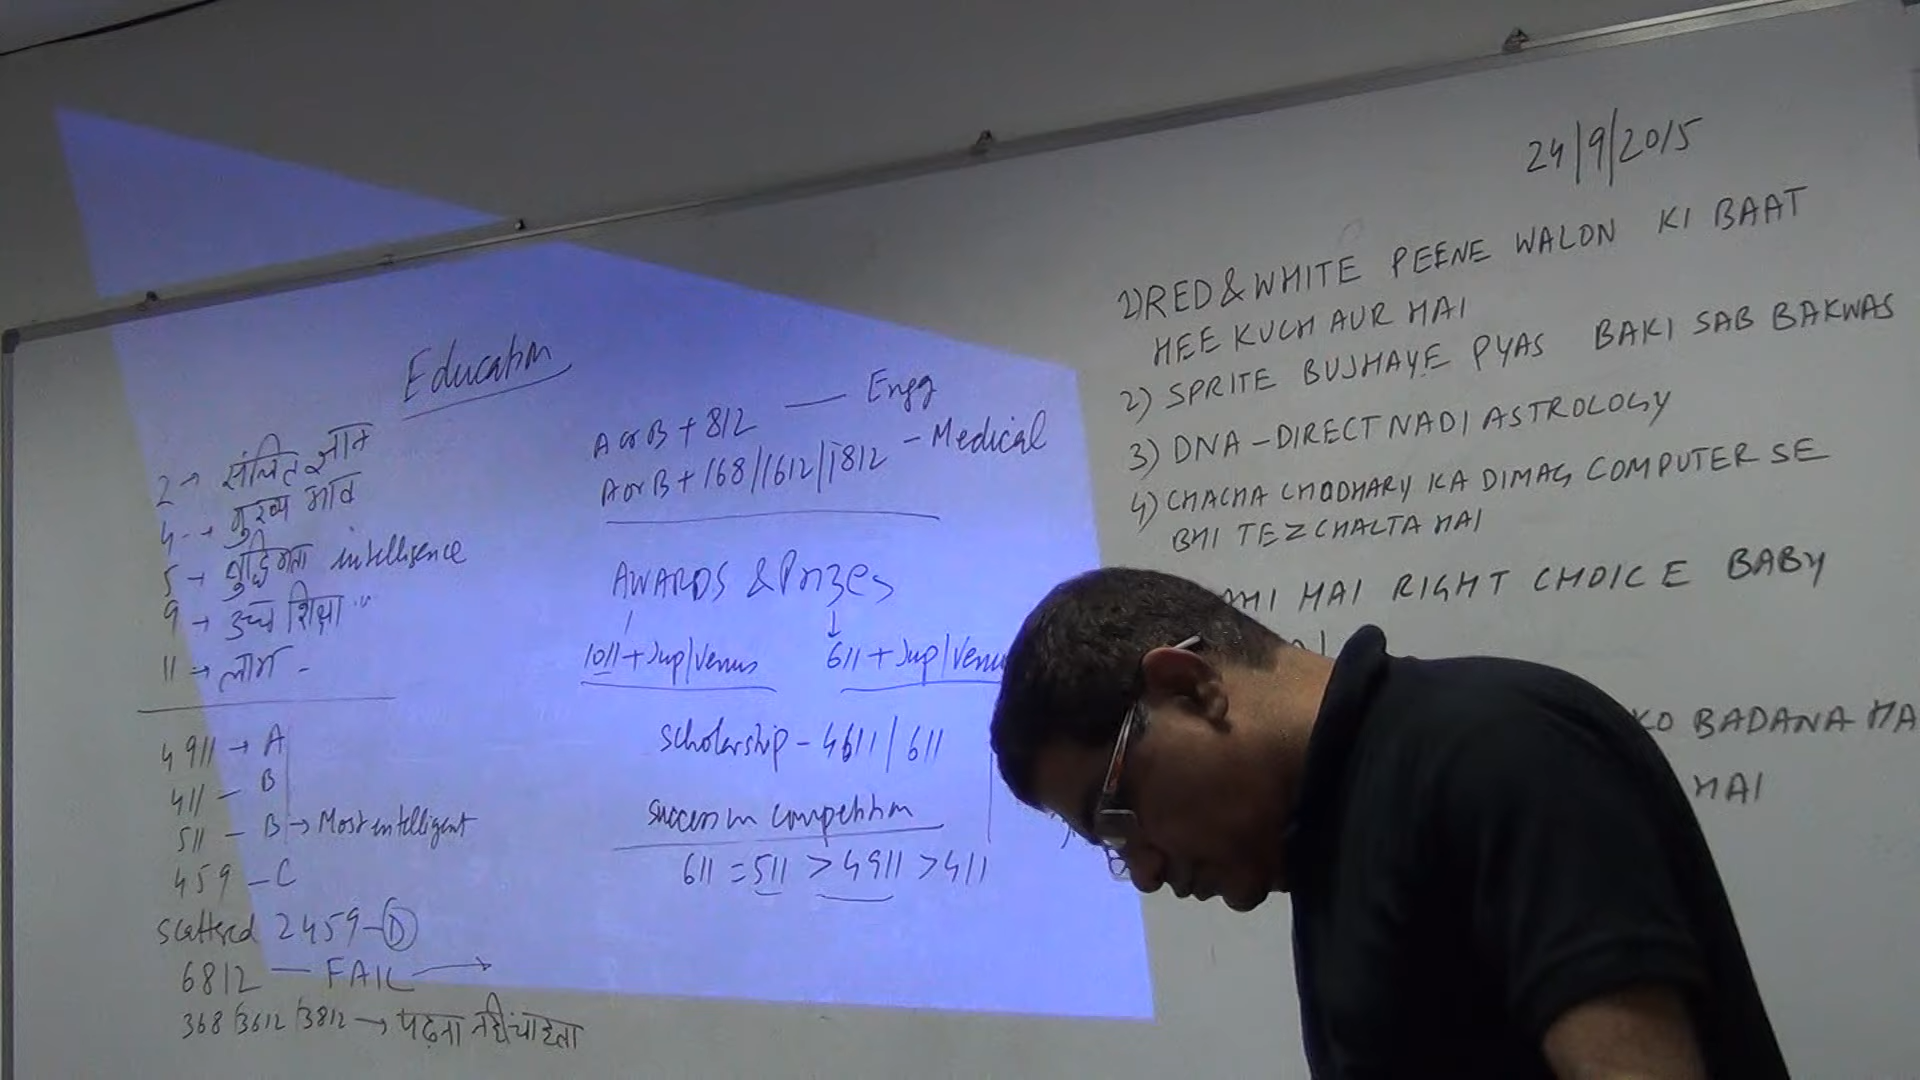 Education
2 → संचित ज्ञान
4 → मुख्य भाव
5 → बुद्धिमता intelligence
9 → उच्च शिक्षा "
11 → लाभ -
4911 → A
411 - B
511 - B → Most intelligent
459 - C
scattered 2459 - D
6812 — FAIL →
368/3612/3812 → पढ़ना नहीं चाहता
A or B + 812 — Engg
A or B + 168/1612/1812 - Medical
AWARDS & Prizes
1011 + Jup/Venus 611 + Jup/Venu
Scholarship - 4611/611
success in competition
611 = 511 > 4911 > 411
24/9/2015
1) RED & WHITE PEENE WALON KI BAAT
HEE KUCH AUR HAI
2) SPRITE BUJHAYE PYAS BAKI SAB BAKWAS
3) DNA - DIRECT NADI ASTROLOGY
4) CHACHA CHODHARY KA DIMAG COMPUTER SE
BHI TEZ CHALTA HAI
HAI RIGHT CHOICE BABY
KO BADANA HA
HAI